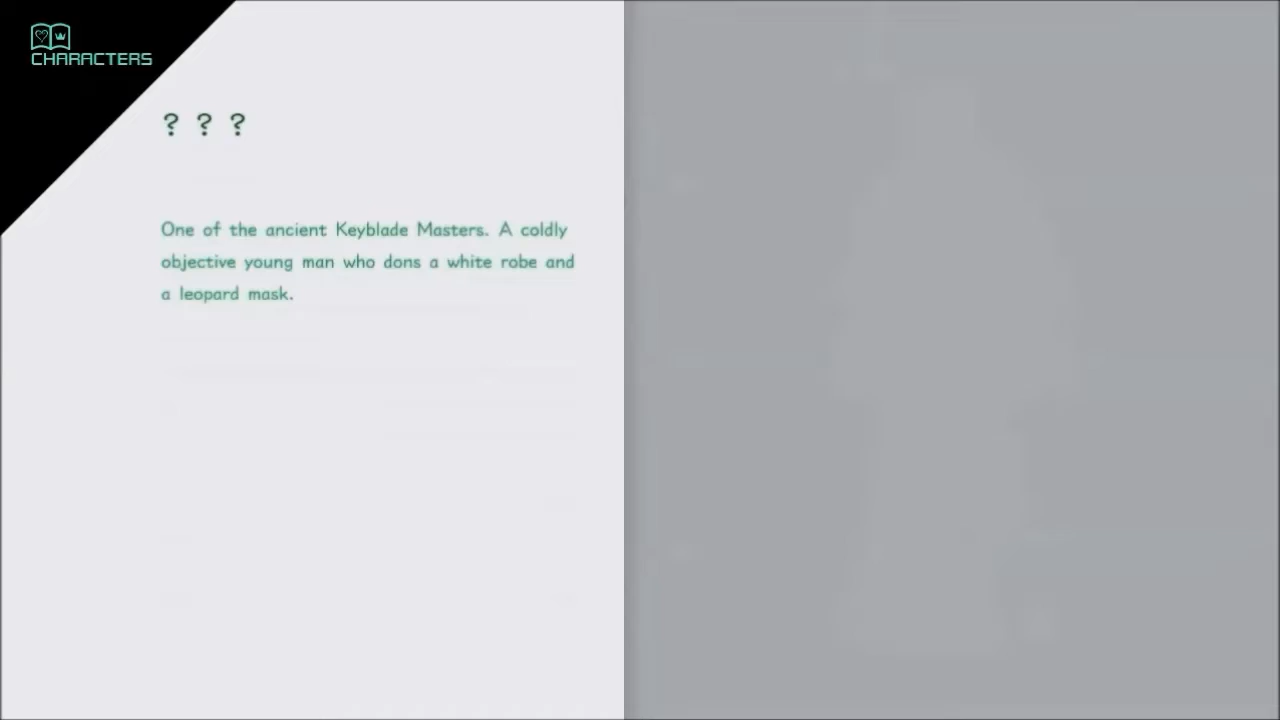 CHARACTERS
? ? ?
One of the ancient Keyblade Masters. A coldly
objective young man who dons a white robe and
a leopard mask.